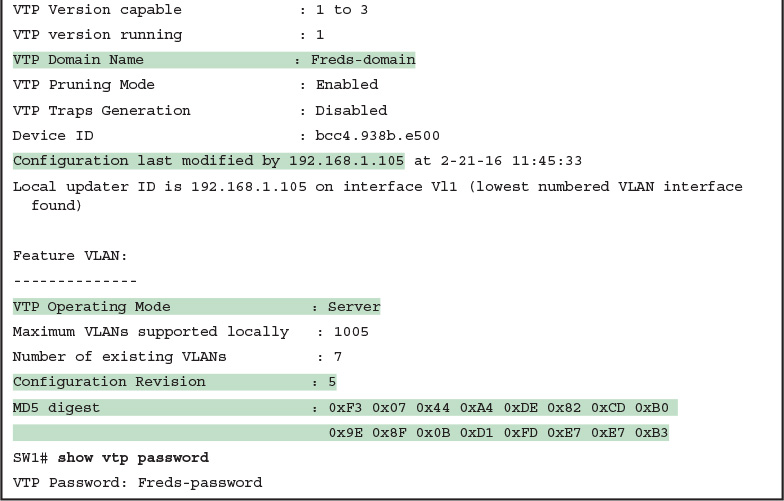 VTP Version capable : 1 to 3
VTP version running : 1
VTP Domain Name : Freds-domain
VTP Pruning Mode : Enabled
VTP Traps Generation : Disabled
Device ID : bcc4.938b.e500
Configuration last modified by 192.168.1.105 at 2-21-16 11:45:33
Local updater ID is 192.168.1.105 on interface Vl1 (lowest numbered VLAN interface
found)
Feature VLAN:
--------------
VTP Operating Mode : Server
Maximum VLANs supported locally : 1005
Number of existing VLANs : 7
Configuration Revision : 5
MD5 digest : 0xF3 0x07 0x44 0xA4 0xDE 0x82 0xCD 0xB0
0x9E 0x8F 0x0B 0xD1 0xFD 0xE7 0xE7 0xB3
SW1# show vtp password
VTP Password: Freds-password